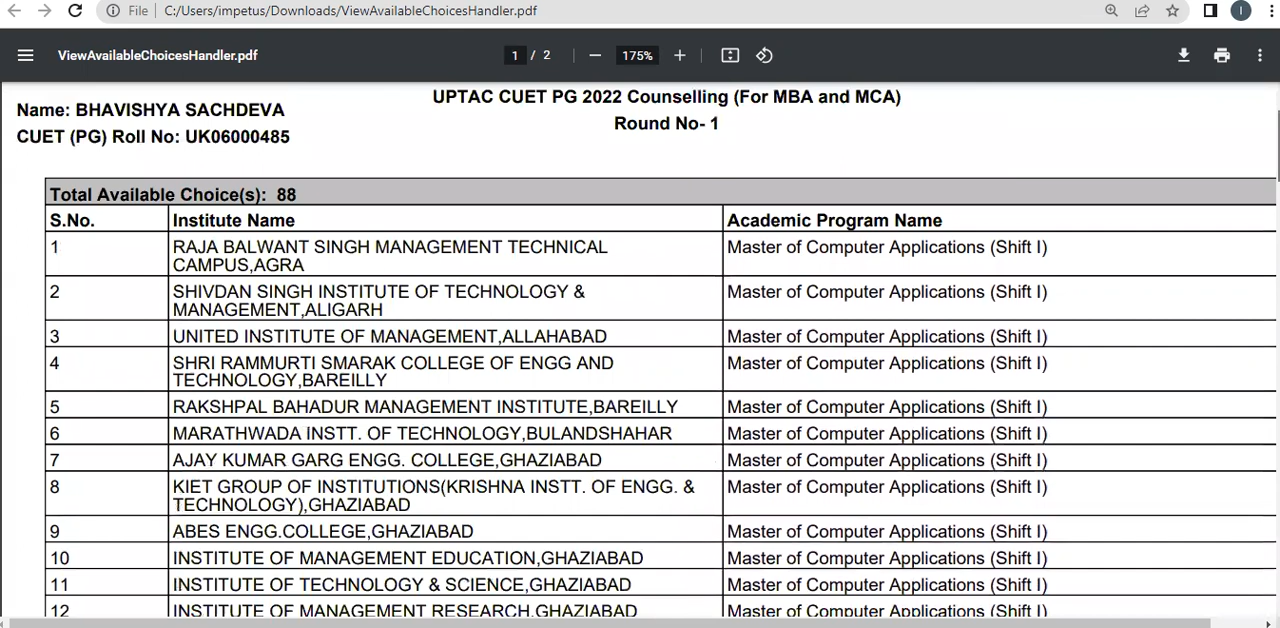 File | C:/Users/impetus/Downloads/ViewAvailableChoicesHandler.pdf
I
ViewAvailableChoicesHandler.pdf
1 / 2
175%
UPTAC CUET PG 2022 Counselling (For MBA and MCA)
Name: BHAVISHYA SACHDEVA
Round No- 1
CUET (PG) Roll No: UK06000485
Total Available Choice(s): 88
S.No. Institute Name Academic Program Name
1 RAJA BALWANT SINGH MANAGEMENT TECHNICAL Master of Computer Applications (Shift I)
CAMPUS,AGRA
2 SHIVDAN SINGH INSTITUTE OF TECHNOLOGY & Master of Computer Applications (Shift I)
MANAGEMENT,ALIGARH
3 UNITED INSTITUTE OF MANAGEMENT,ALLAHABAD Master of Computer Applications (Shift I)
4 SHRI RAMMURTI SMARAK COLLEGE OF ENGG AND Master of Computer Applications (Shift I)
TECHNOLOGY,BAREILLY
5 RAKSHPAL BAHADUR MANAGEMENT INSTITUTE,BAREILLY Master of Computer Applications (Shift I)
6 MARATHWADA INSTT. OF TECHNOLOGY,BULANDSHAHAR Master of Computer Applications (Shift I)
7 AJAY KUMAR GARG ENGG. COLLEGE,GHAZIABAD Master of Computer Applications (Shift I)
8 KIET GROUP OF INSTITUTIONS(KRISHNA INSTT. OF ENGG. & Master of Computer Applications (Shift I)
TECHNOLOGY),GHAZIABAD
9 ABES ENGG.COLLEGE,GHAZIABAD Master of Computer Applications (Shift I)
10 INSTITUTE OF MANAGEMENT EDUCATION,GHAZIABAD Master of Computer Applications (Shift I)
11 INSTITUTE OF TECHNOLOGY & SCIENCE,GHAZIABAD Master of Computer Applications (Shift I)
12 INSTITUTE OF MANAGEMENT RESEARCH,GHAZIABAD Master of Computer Applications (Shift I)